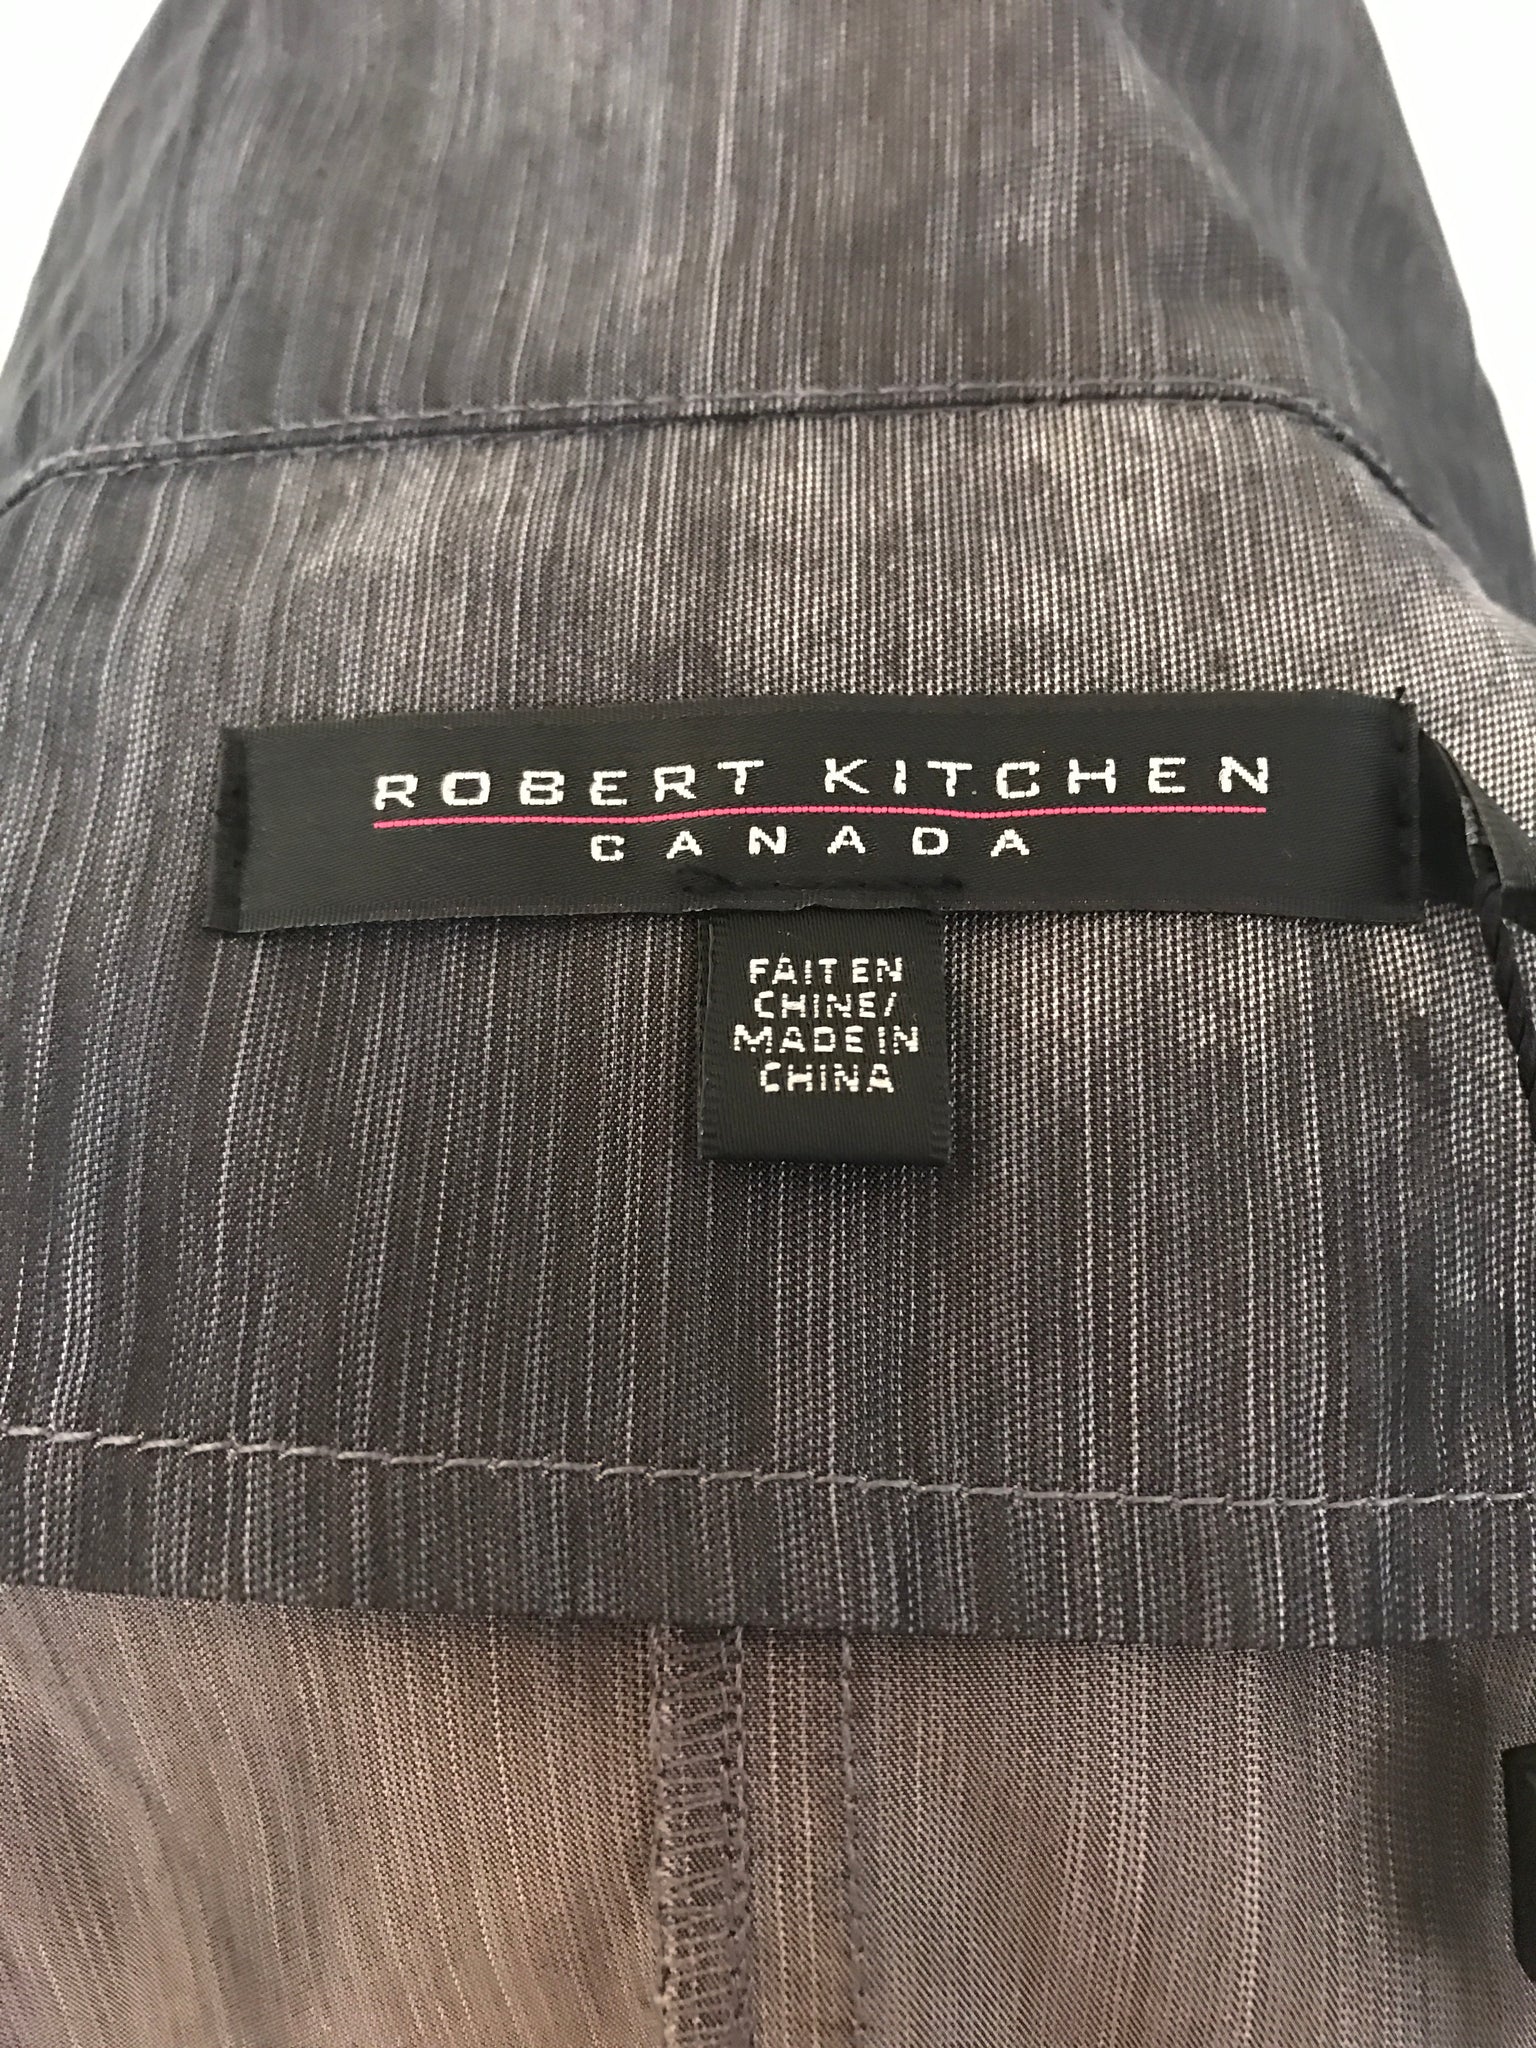 ROBERT KITCHEN
CANADA
FAIT EN
CHINE/
MADE IN
CHINA